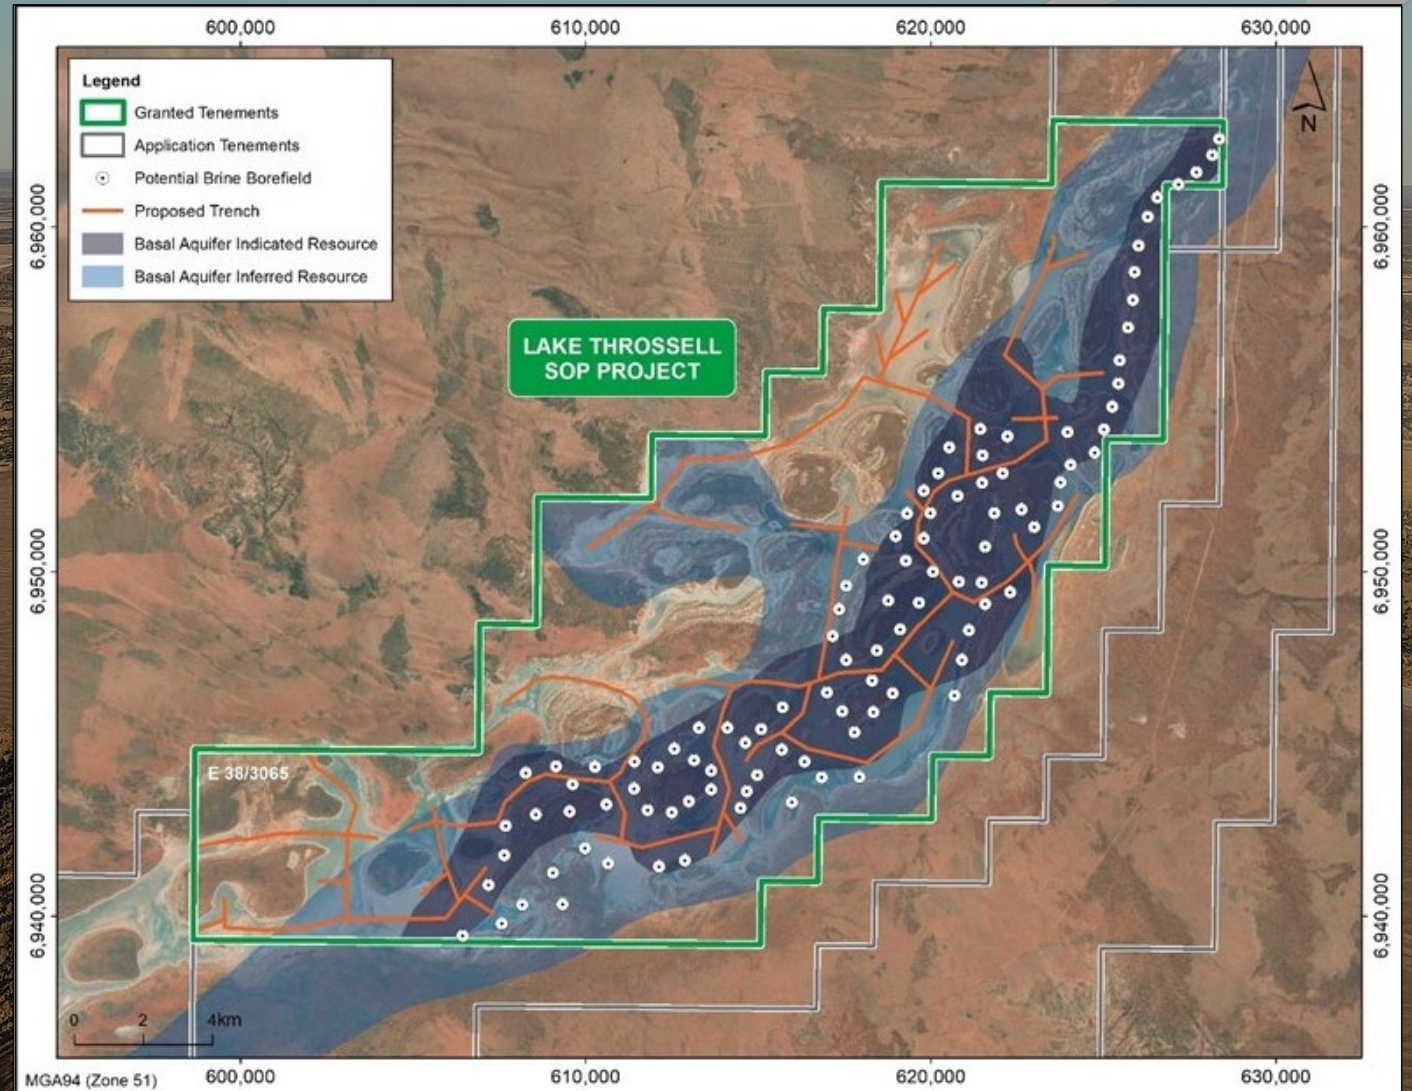 600,000
610,000
620,000
630,000
Legend
Granted Tenements
Application Tenements
Potential Brine Borefield
Proposed Trench
Basal Aquifer Indicated Resource
Basal Aquifer Inferred Resource
N
6,960,000
6,960,000
LAKE THROSSELL
SOP PROJECT
6,950,000
6,950,000
E 38/3065
6,940,000
6,940,000
0 2 4km
MGA94 (Zone 51)
600,000
610,000
620,000
630,000